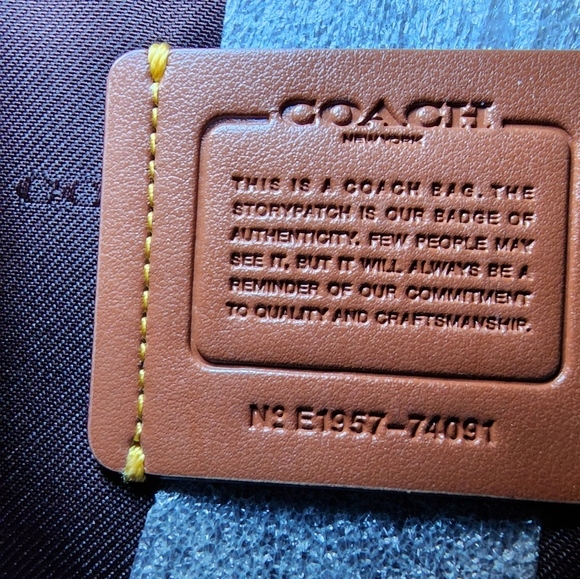 COACH
NEW YORK
THIS IS A COACH BAG. THE
STORYPATCH IS OUR BADGE OF
AUTHENTICITY. FEW PEOPLE MAY
SEE IT, BUT IT WILL ALWAYS BE A
REMINDER OF OUR COMMITMENT
TO QUALITY AND CRAFTSMANSHIP.
Nº E1957-74091